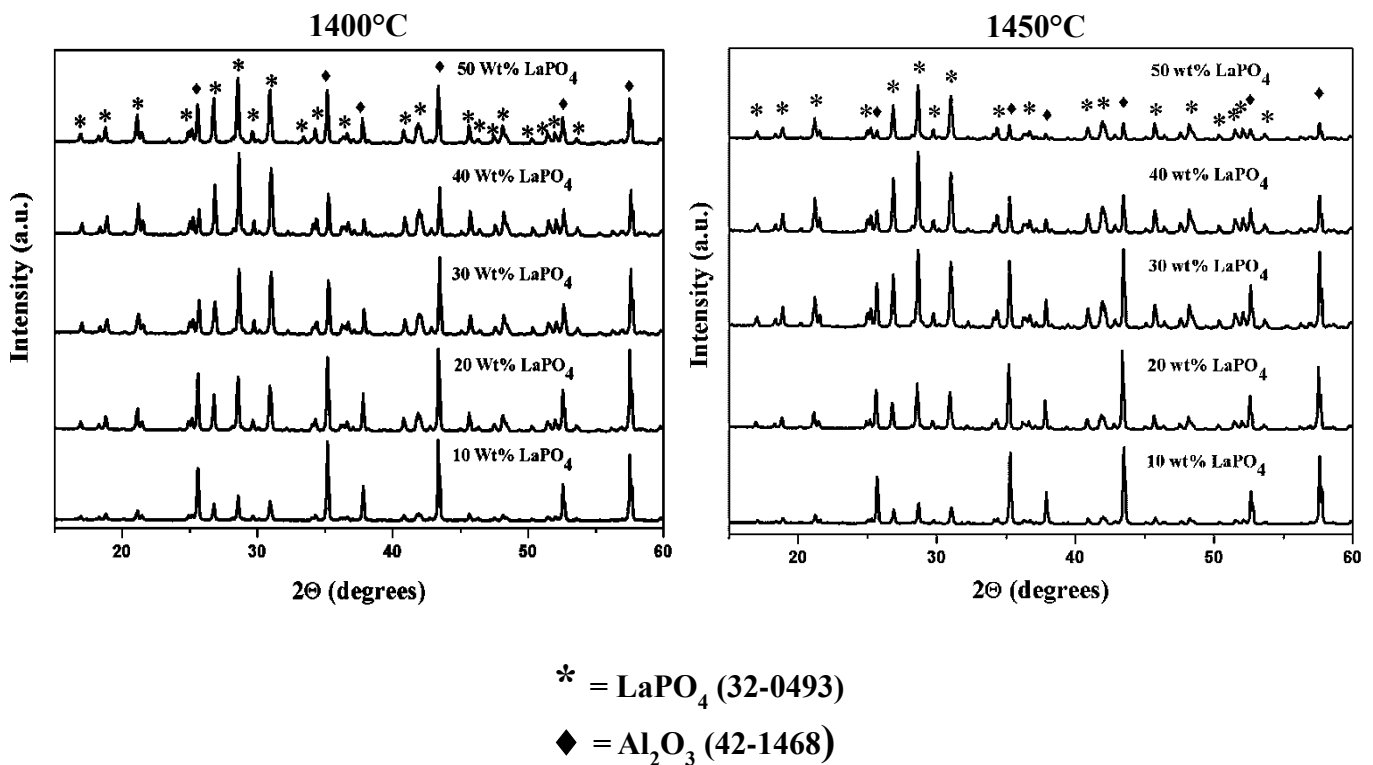 1400°C
* ♦ * * * ♦ ♦ ♦ ♦
50 Wt% LaPO4
40 Wt% LaPO4
30 Wt% LaPO4
20 Wt% LaPO4
10 Wt% LaPO4
Intensity (a.u.)
20 30 40 50 60
2Θ (degrees)
1450°C
50 wt% LaPO4
40 wt% LaPO4
30 wt% LaPO4
20 wt% LaPO4
10 wt% LaPO4
Intensity (a.u.)
20 30 40 50 60
2Θ (degrees)
* = LaPO4 (32-0493)
♦ = Al2O3 (42-1468)